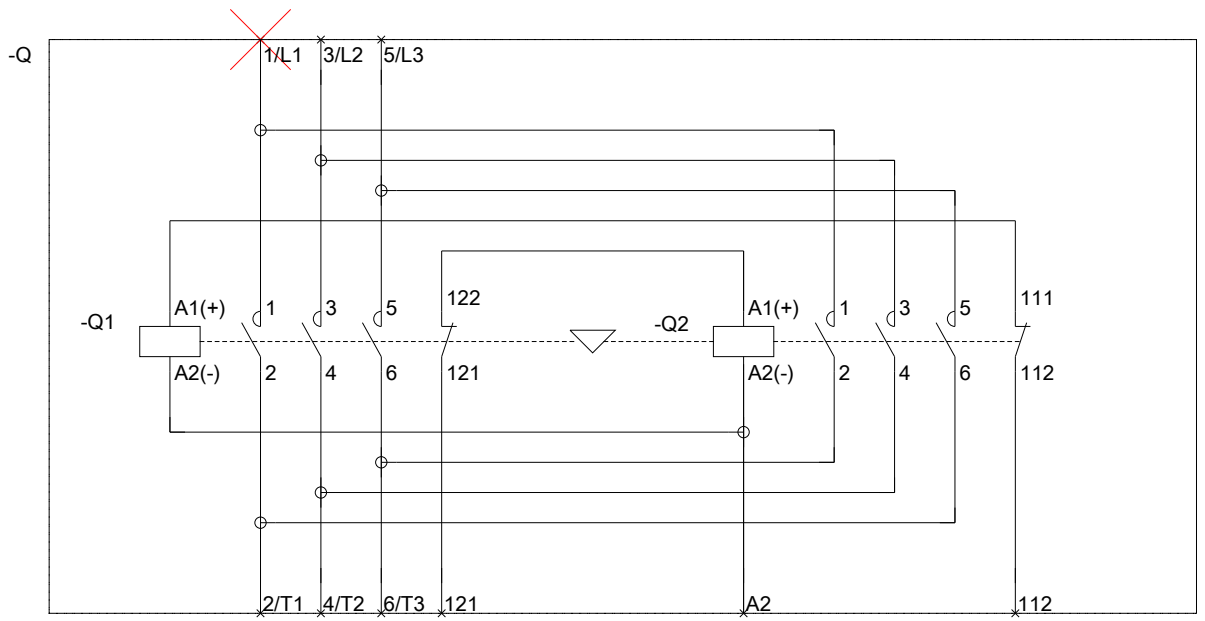 -Q 1/L1 3/L2 5/L3
122 111
A1(+) 1 3 5 A1(+) 1 3 5
-Q1 -Q2
A2(-) 2 4 6 121 A2(-) 2 4 6 112
2/T1 4/T2 6/T3 121 A2 112